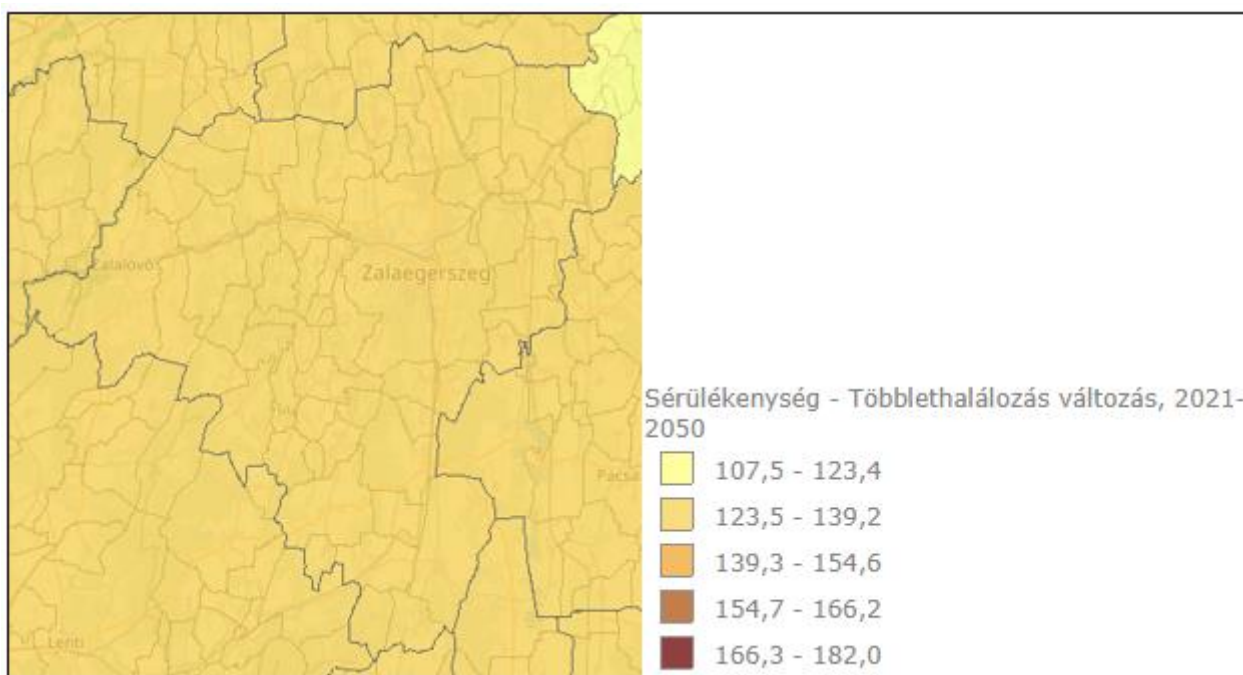 Zalalövő
Zalaegerszeg
Pacsa
Lenti
Sérülékenység - Többlethalálozás változás, 2021-
2050
107,5 - 123,4
123,5 - 139,2
139,3 - 154,6
154,7 - 166,2
166,3 - 182,0